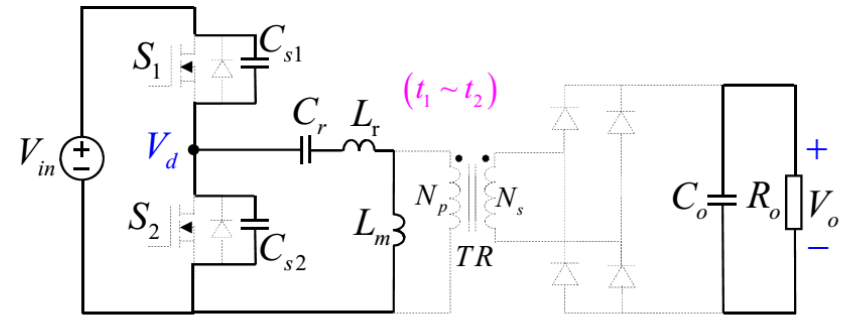 S1
Cs1
(t1 ~ t2)
Cr
Lr
Vin
+
−
Vd
+
Np
Ns
Co
Ro
Vo
S2
Lm
Cs2
TR
−